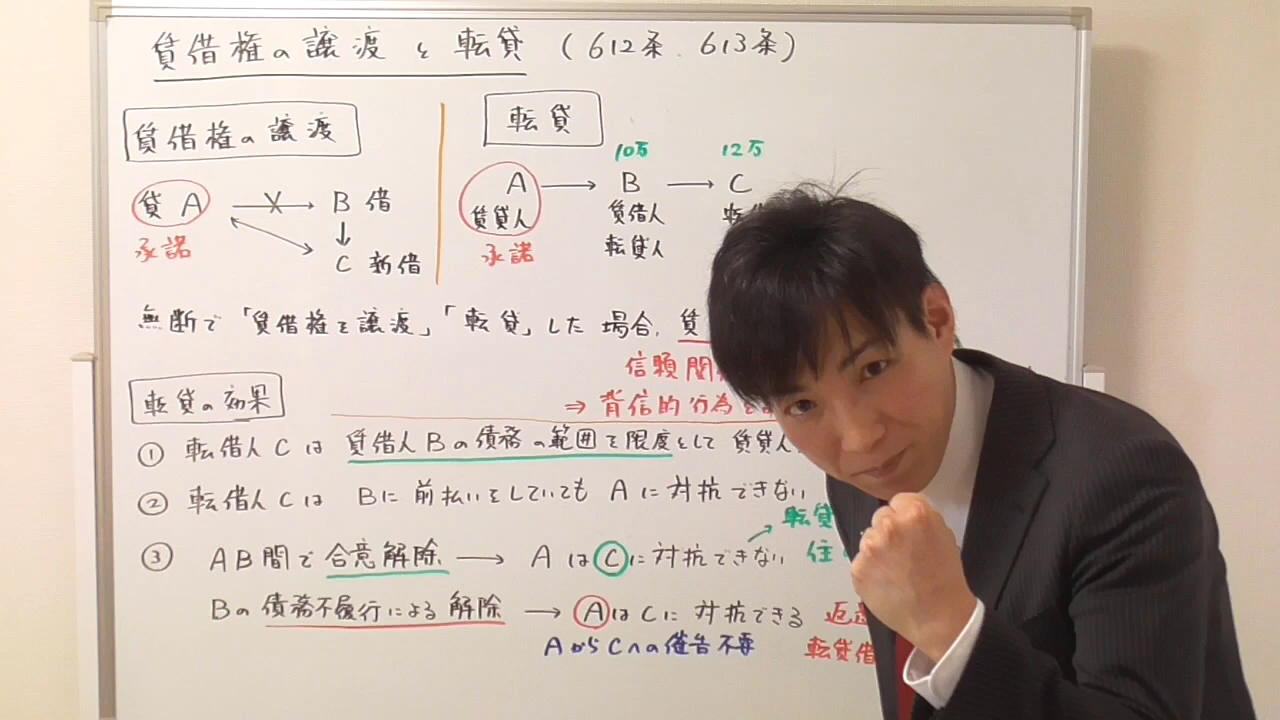 賃借権の譲渡と転貸(612条、613条)
賃借権の譲渡
転貸
10万
12万
貸 A
B 借
承諾
C 新借
A
B
C
賃貸人
賃借人
承諾
転貸人
無断で「賃借権を譲渡」「転貸」した場合、賃
信頼関
⇒ 背信的行為と
転貸の効果
① 転借人Cは 賃借人Bの債務の範囲を限度として 賃貸人
② 転借人Cは Bに前払いをしていても Aに対抗できない
転貸
③ AB間で合意解除 → AはCに対抗できない
住
Bの債務不履行による解除 → AはCに対抗できる
返還
AからCへの催告不要
転貸借